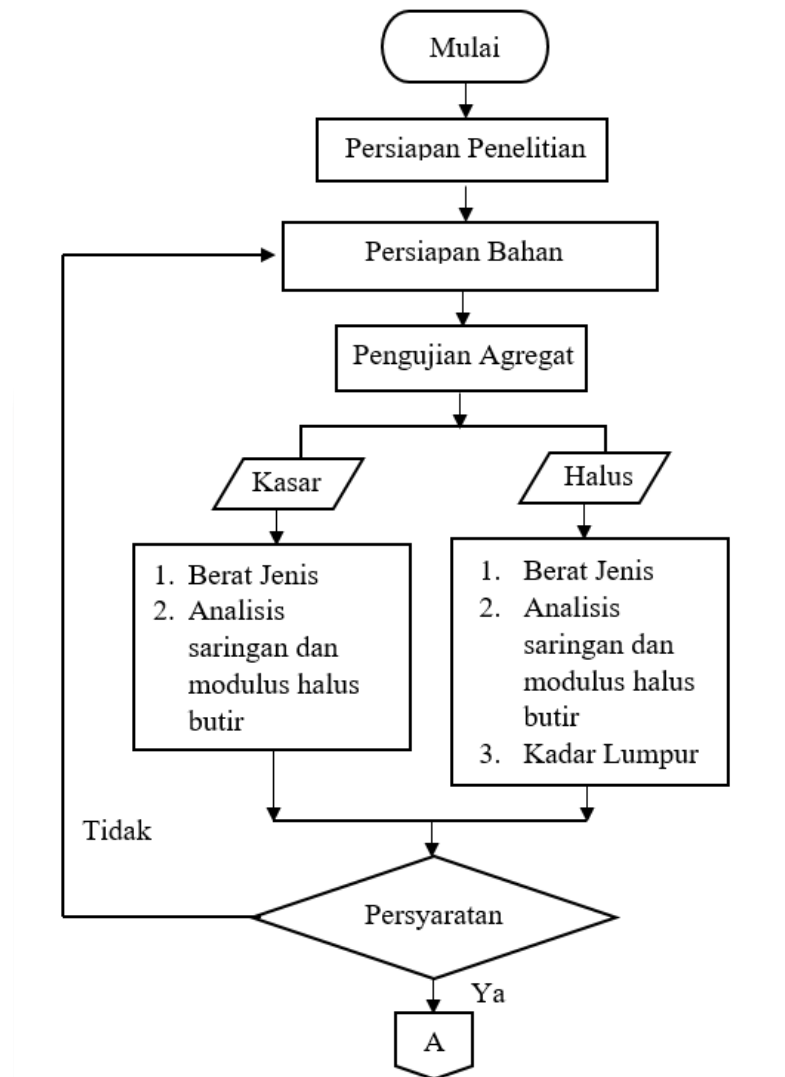 Mulai
Persiapan Penelitian
Persiapan Bahan
Pengujian Agregat
Kasar
Halus
1. Berat Jenis
2. Analisis
saringan dan
modulus halus
butir
1. Berat Jenis
2. Analisis
saringan dan
modulus halus
butir
3. Kadar Lumpur
Tidak
Persyaratan
Ya
A